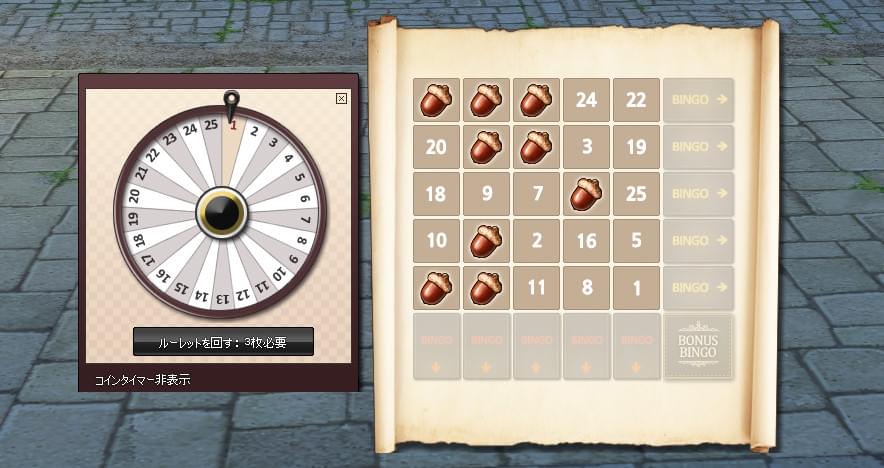 1 2 3 4 5 6 7 8 9 10 11 12 13 14 15 16 17 18 19 20 21 22 23 24 25
ルーレットを回す: 3枚必要
コインタイマー非表示
24 22 BINGO
20 3 19 BINGO
18 9 7 25 BINGO
10 2 16 5 BINGO
11 8 1 BINGO
BINGO BINGO BINGO BINGO BINGO
BONUS
BINGO